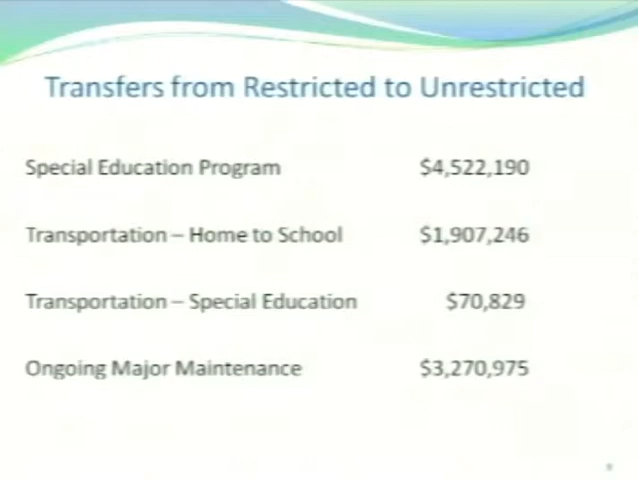 Transfers from Restricted to Unrestricted
Special Education Program $4,522,190
Transportation – Home to School $1,907,246
Transportation – Special Education $70,829
Ongoing Major Maintenance $3,270,975